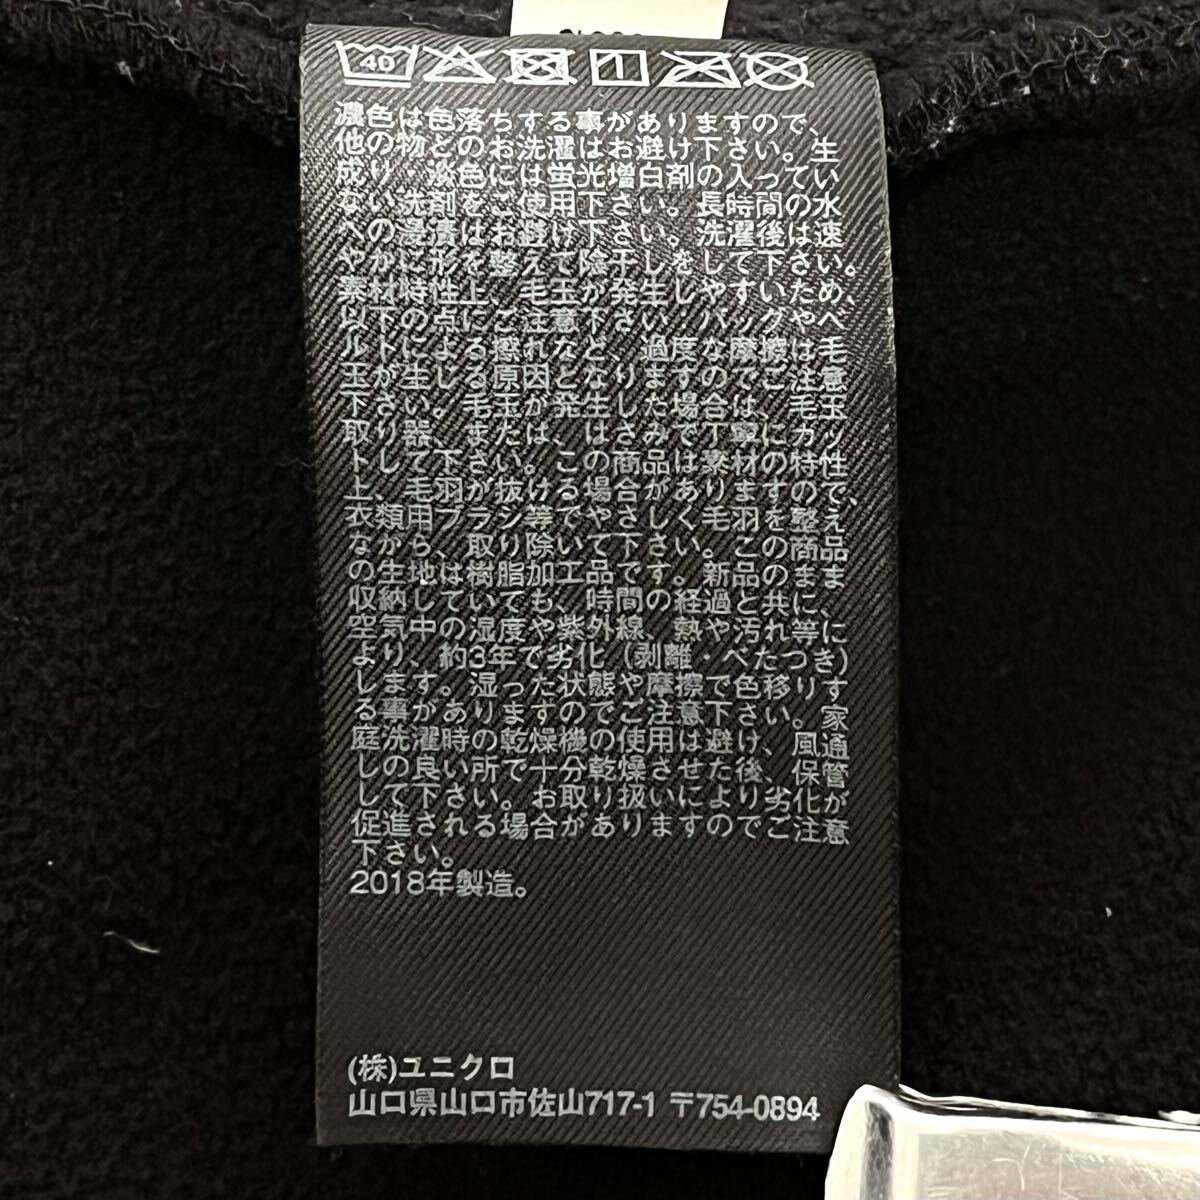 40
濃色は色落ちする事がありますので、
他の物とのお洗濯はお避け下さい。生
成り・淡色には蛍光増白剤の入ってい
ない洗剤をご使用下さい。長時間の水
への浸漬はお避け下さい。洗濯後は速
やかに形を整えて陰干しをして下さい。
素材特性上、毛玉が発生しやすいため、
以下の点にご注意下さい・バッグやベ
ルトによる擦れなど、過度な摩擦は毛
玉が生じる原因となりますのでご注意
下さい。毛玉が発生した場合は、毛玉
取り器、または、はさみで丁寧にカッ
トして下さい。この商品は素材の特性
上、毛羽が抜ける場合があります。
衣類用ブラシ等でやさしく毛羽を整え
ながら、取り除いて下さい。この商品
の生地は樹脂加工品です。新品のまま
収納していても、時間の経過と共に、
空気中の湿度や紫外線、熱や汚れ等に
より、約3年で劣化（剥離・べたつき）
します。湿った状態や摩擦で色移りす
る事がありますのでご注意下さい。家
庭洗濯時の乾燥機の使用は避け、風通
しの良い所で十分乾燥させた後、保管
して下さい。お取り扱いにより劣化が
促進される場合がありますのでご注意
下さい。
2018年製造。
(株)ユニクロ
山口県山口市佐山717-1 〒754-0894